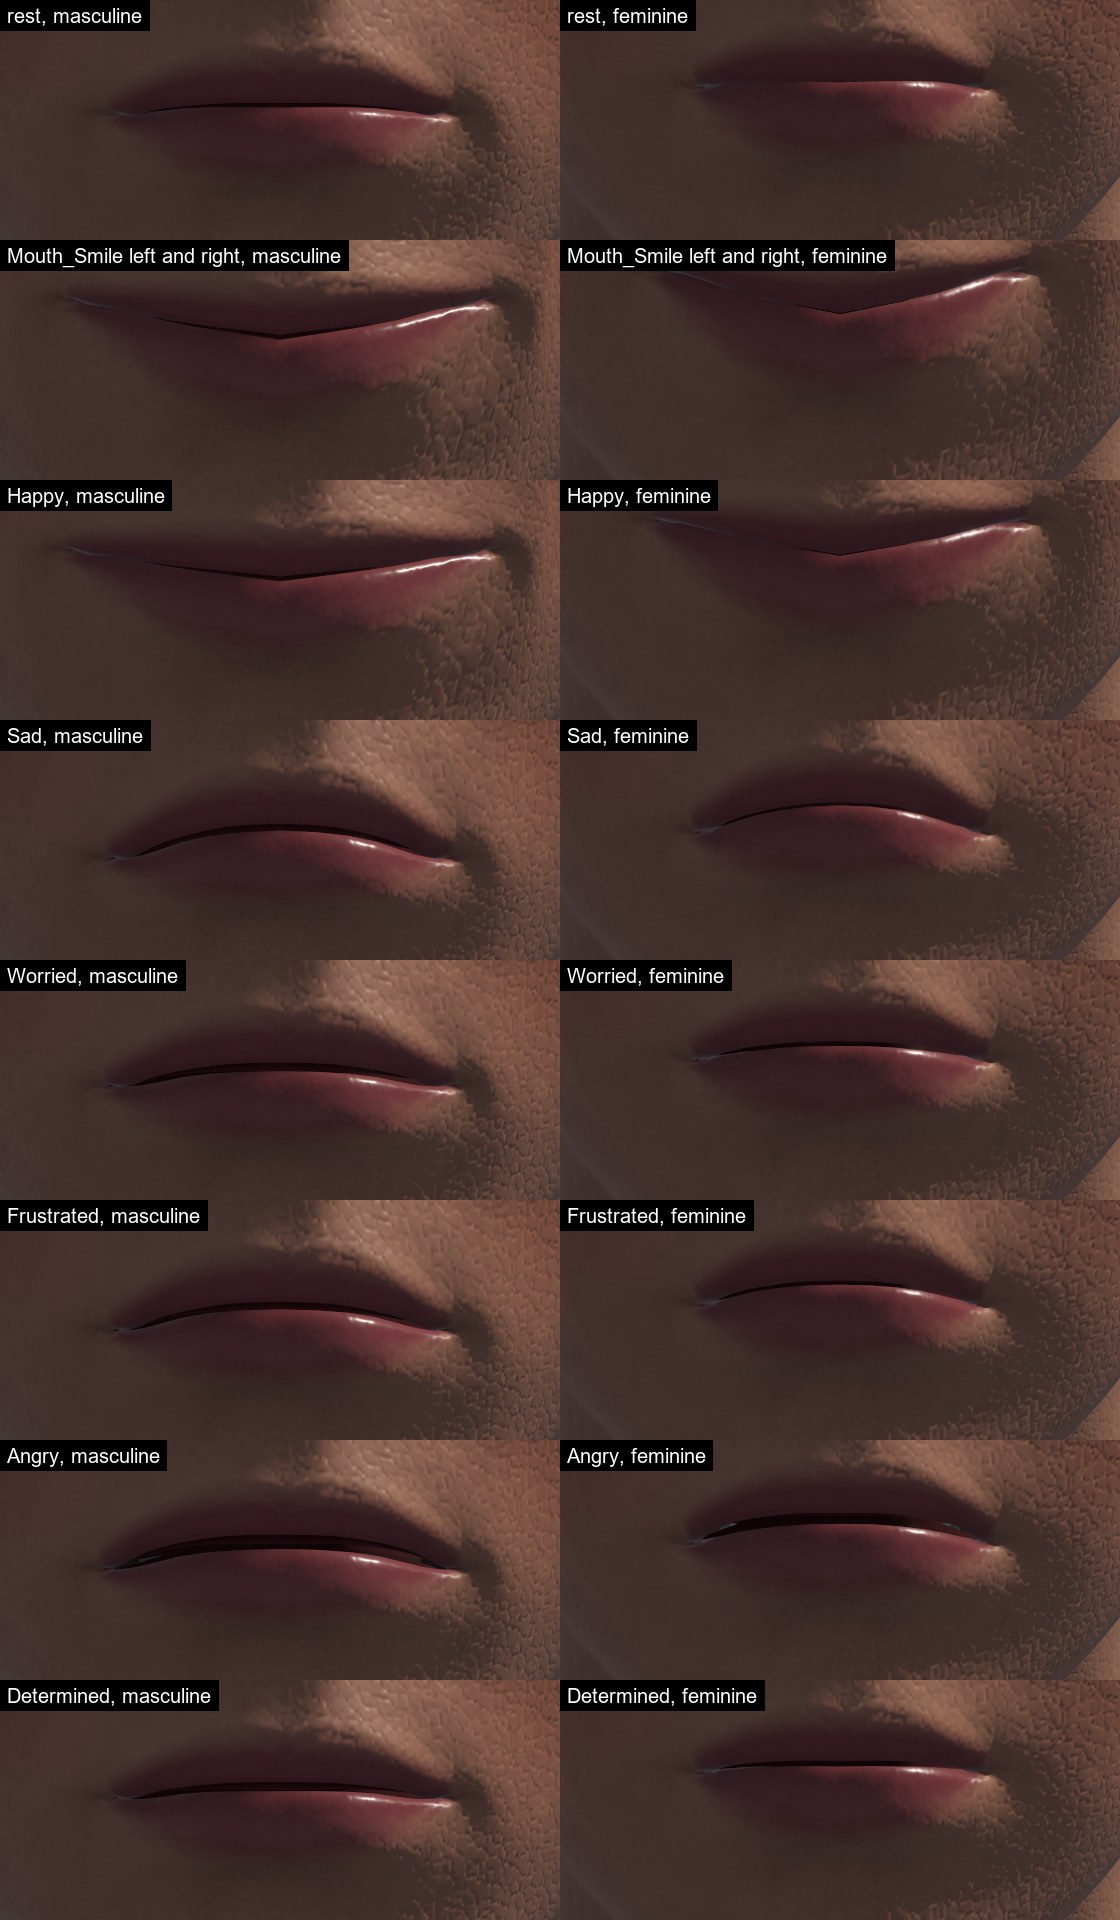 rest, masculine
rest, feminine
Mouth_Smile left and right, masculine
Mouth_Smile left and right, feminine
Happy, masculine
Happy, feminine
Sad, masculine
Sad, feminine
Worried, masculine
Worried, feminine
Frustrated, masculine
Frustrated, feminine
Angry, masculine
Angry, feminine
Determined, masculine
Determined, feminine